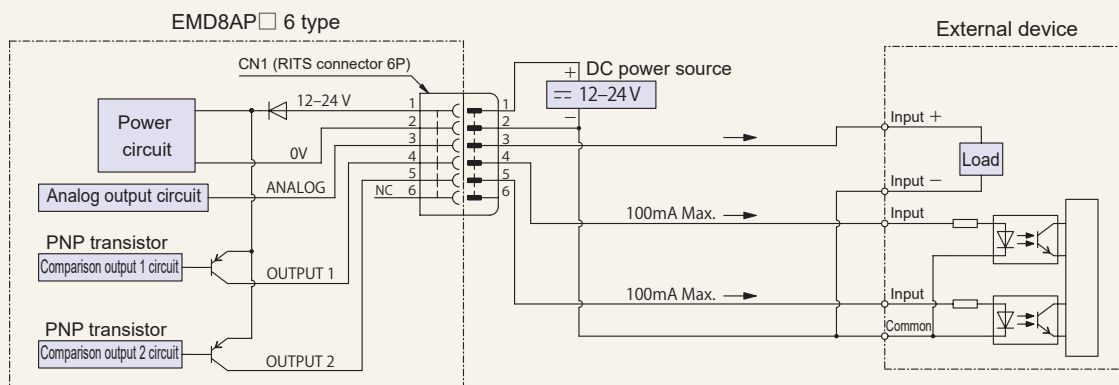 EMD8AP□ 6 type
External device
CN1 (RITS connector 6P)
+ DC power source
12–24 V
−
12–24 V
Power circuit
0V
Analog output circuit
ANALOG
NC
1 1
2 2
3 3
4 4
5 5
6 6
Input +
Load
Input −
PNP transistor
Comparison output 1 circuit
OUTPUT 1
100mA Max.
Input
PNP transistor
Comparison output 2 circuit
OUTPUT 2
100mA Max.
Input
Common